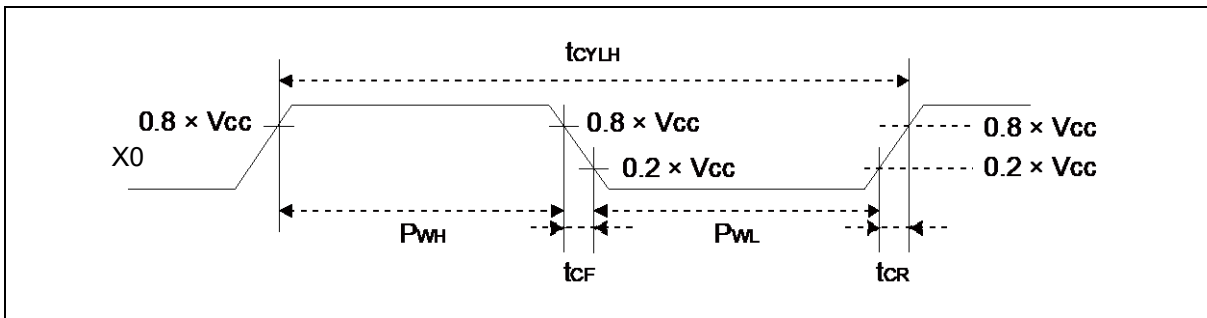 tCYLH
0.8 × Vcc
0.8 × Vcc
0.8 × Vcc
X0
0.2 × Vcc
0.2 × Vcc
PWH
PWL
tCF
tCR